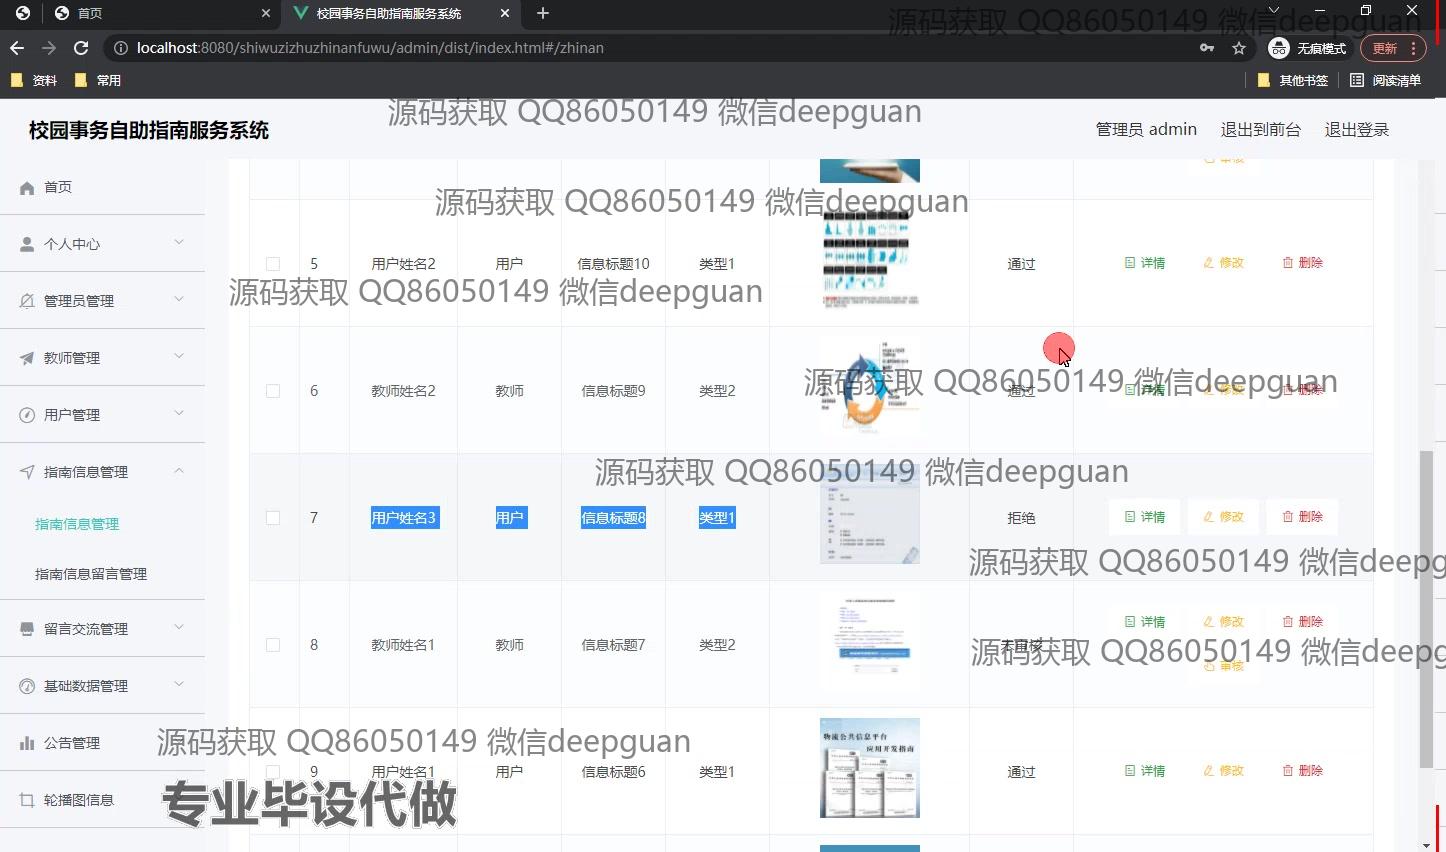 首页
校园事务自助指南服务系统
源码获取 QQ86050149 微信deepguan
localhost:8080/shiwuzizhuzhinanfuwu/admin/dist/index.html#/zhinan
无痕模式
更新
资料
常用
其他书签
阅读清单
源码获取 QQ86050149 微信deepguan
校园事务自助指南服务系统
管理员 admin
退出到前台
退出登录
审核
首页
源码获取 QQ86050149 微信deepguan
个人中心
5 用户姓名2 用户 信息标题10 类型1 通过 详情 修改 删除
源码获取 QQ86050149 微信deepguan
管理员管理
教师管理
源码获取 QQ86050149 微信deepguan
6 教师姓名2 教师 信息标题9 类型2 通过 详情 修改 删除
用户管理
指南信息管理
源码获取 QQ86050149 微信deepguan
7 用户姓名3 用户 信息标题8 类型1 拒绝 详情 修改 删除
指南信息管理
源码获取 QQ86050149 微信deepg
指南信息留言管理
留言交流管理
详情 修改 删除
8 教师姓名1 教师 信息标题7 类型2 未审核
源码获取 QQ86050149 微信deepg
审核
基础数据管理
公告管理
源码获取 QQ86050149 微信deepguan
物流公共信息平台
应用开发指南
9 用户姓名1 用户 信息标题6 类型1 通过 详情 修改 删除
轮播图信息
专业毕设代做